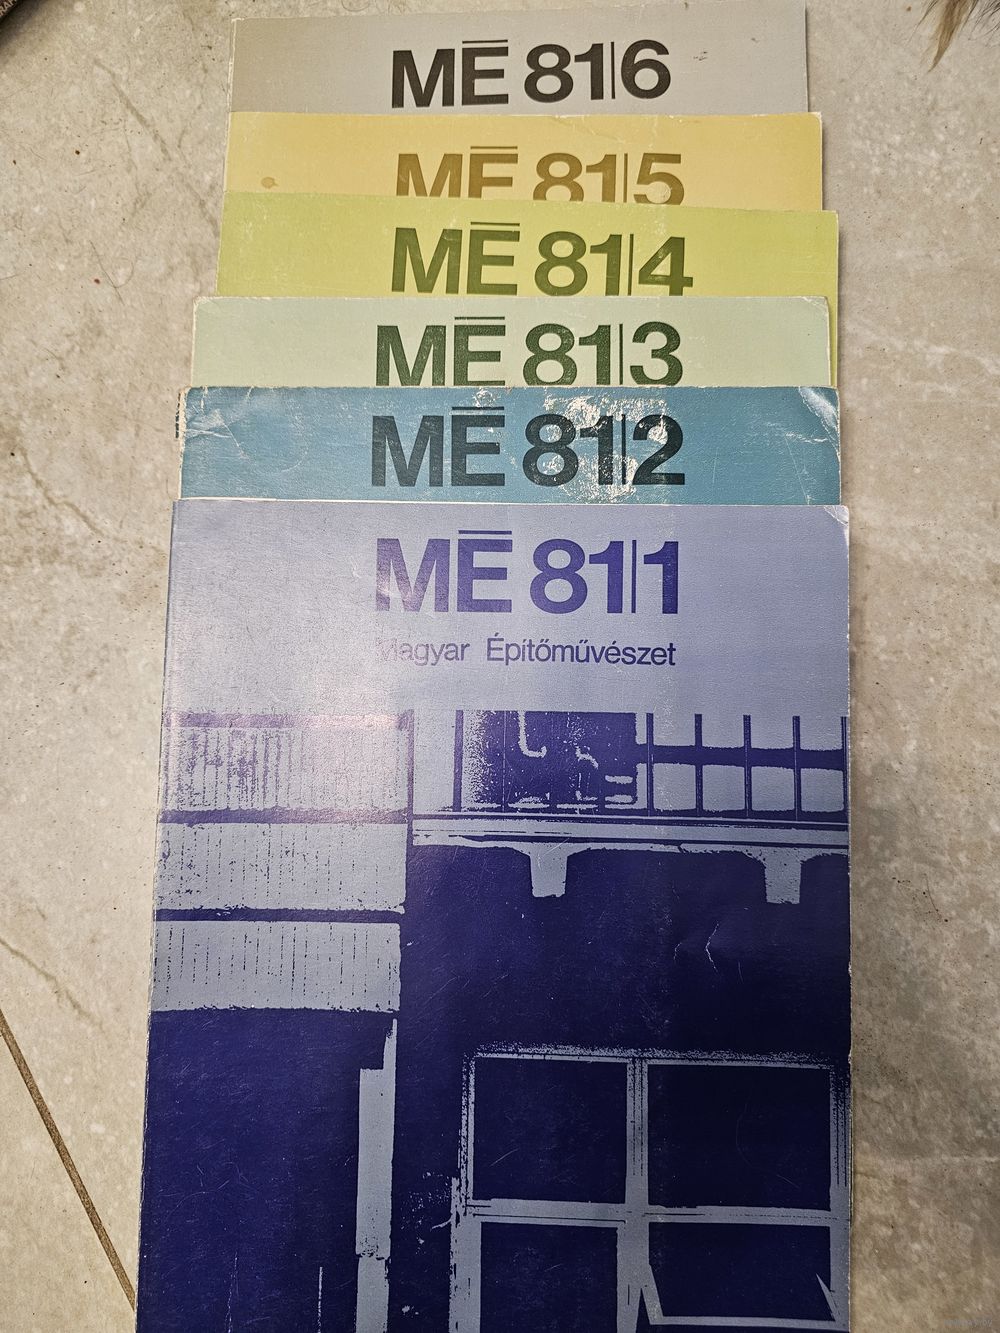 MĒ 81|6
MĒ 81|5
MĒ 81|4
MĒ 81|3
MĒ 81|2
MĒ 81|1
Magyar Építőművészet